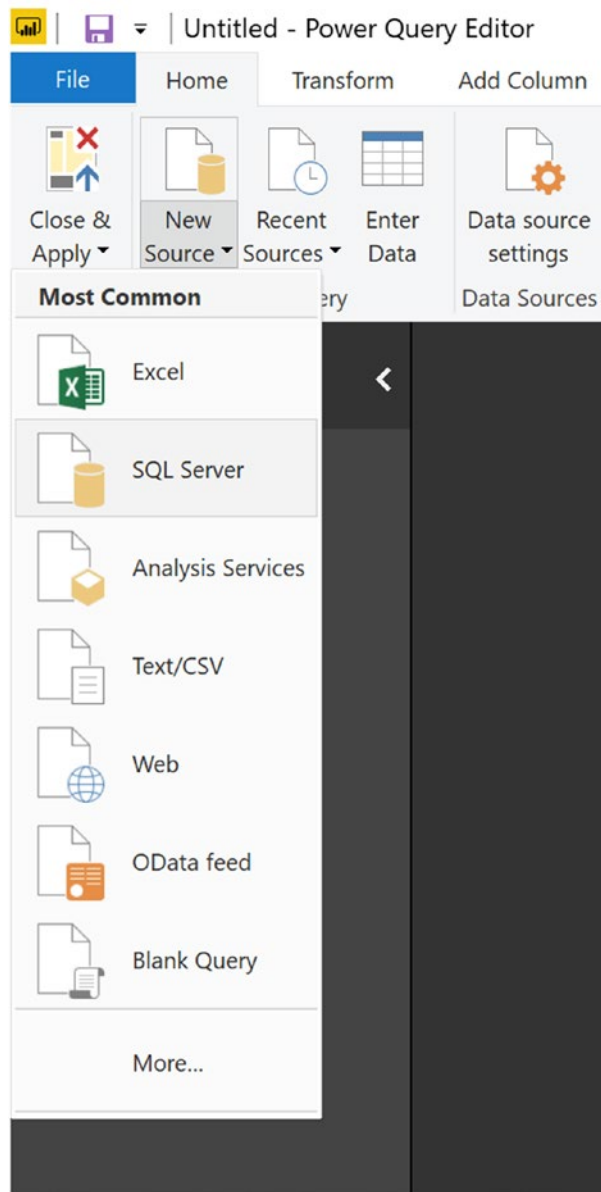 Untitled - Power Query Editor
File Home Transform Add Column
Close & New Recent Enter Data source
Apply Source Sources Data settings
Most Common ery Data Sources
Excel
SQL Server
Analysis Services
Text/CSV
Web
OData feed
Blank Query
More...